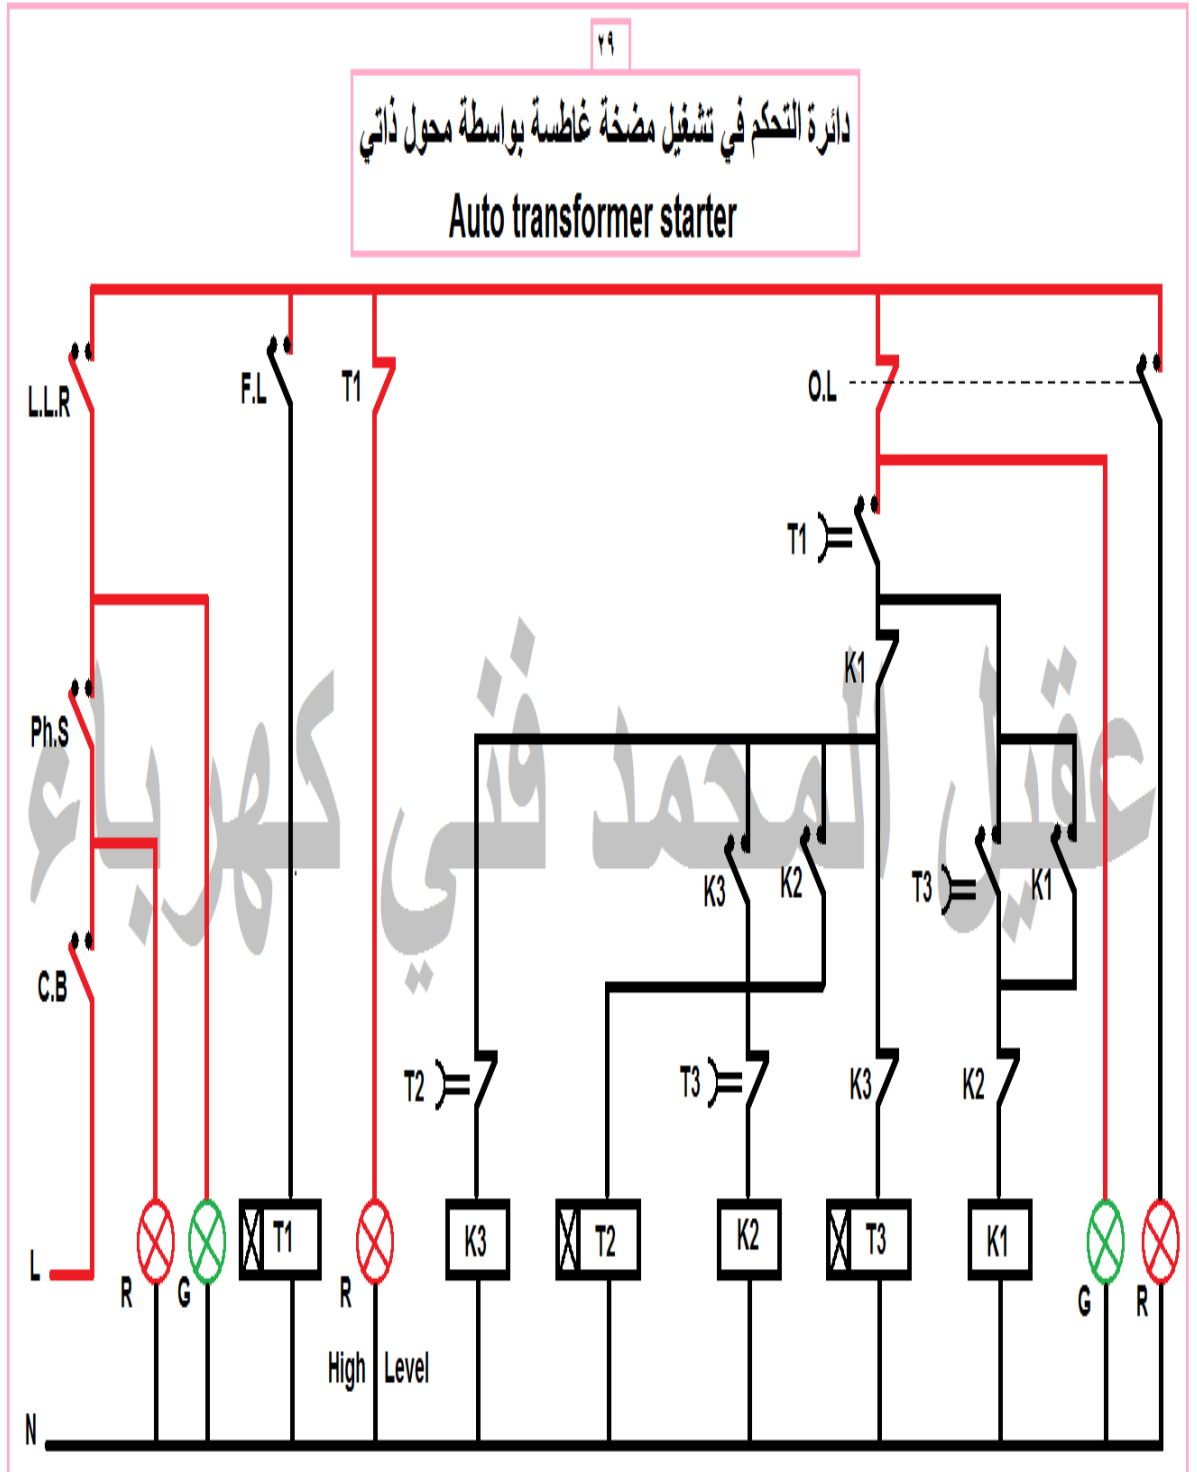 ٢٩
دائرة التحكم في تشغيل مضخة غاطسة بواسطة محول ذاتي
Auto transformer starter
L.L.R
F.L
T1
O.L
T1
K1
Ph.S
عقيل المحمد فني كهرباء
K3
K2
T3
K1
C.B
T2
T3
K3
K2
L
R
G
T1
R
K3
T2
K2
T3
K1
G
R
High Level
N